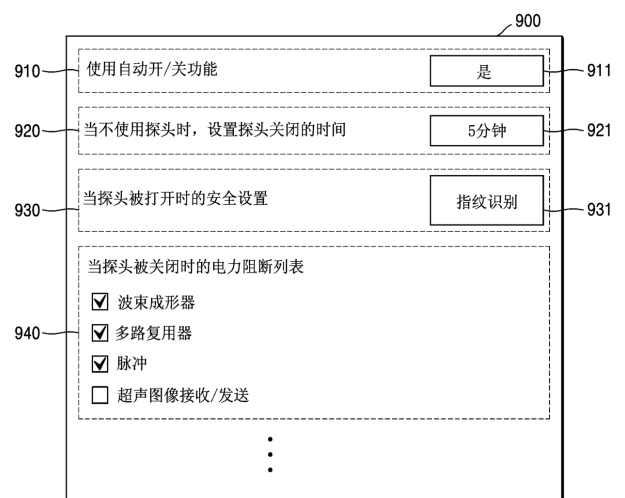 900
910 使用自动开/关功能 是 911
920 当不使用探头时，设置探头关闭的时间 5分钟 921
930 当探头被打开时的安全设置 指纹识别 931
当探头被关闭时的电力阻断列表
波束成形器
940 多路复用器
脉冲
超声图像接收/发送